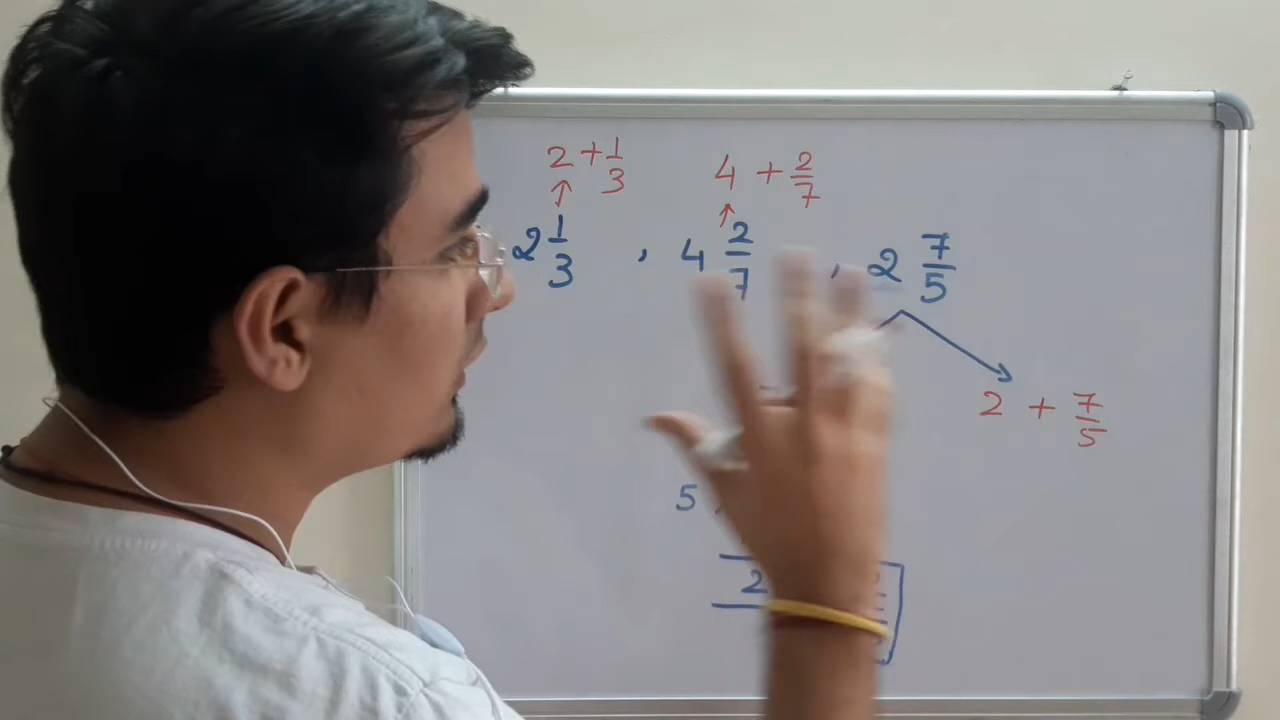 2 + 1/3 4 + 2/7
2 1/3 , 4 2/7 , 2 7/5
2 + 7/5
5
2